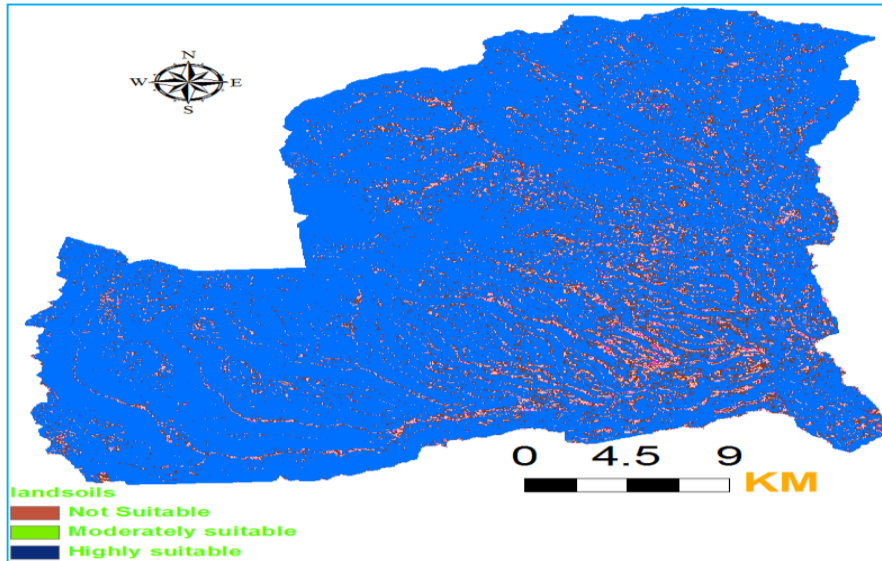 N
W E
S
0 4.5 9
KM
landsoils
Not Suitable
Moderately suitable
Highly suitable